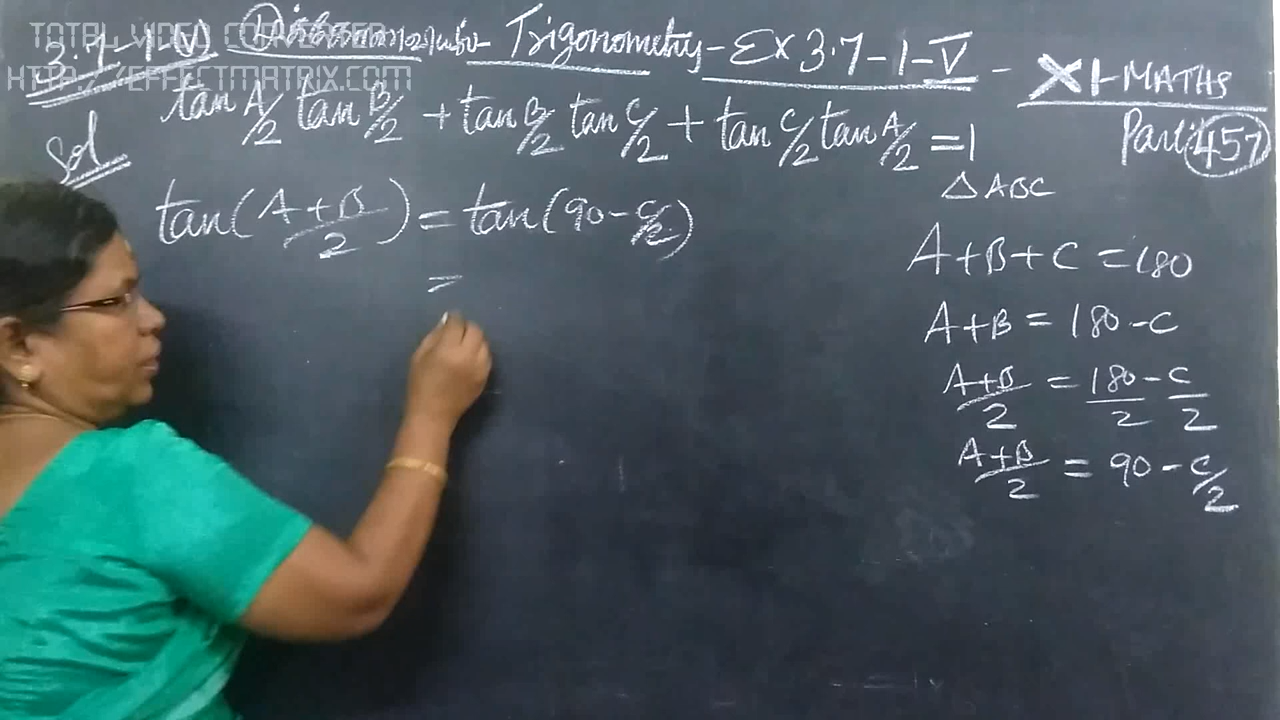 TOTAL VIDEO CONVERTER
HTTP://EFFECTMATRIX.COM
3.7-1-V) Trigonometry - Ex 3.7-1-V - XI-MATHS
tan A/2 tan B/2 + tan B/2 tan C/2 + tan C/2 tan A/2 = 1
Part: 457
Sol
△ ABC
tan(A+B/2) = tan(90-C/2)
=
A+B+C = 180
A+B = 180-C
A+B/2 = 180/2 - C/2
A+B/2 = 90 - C/2